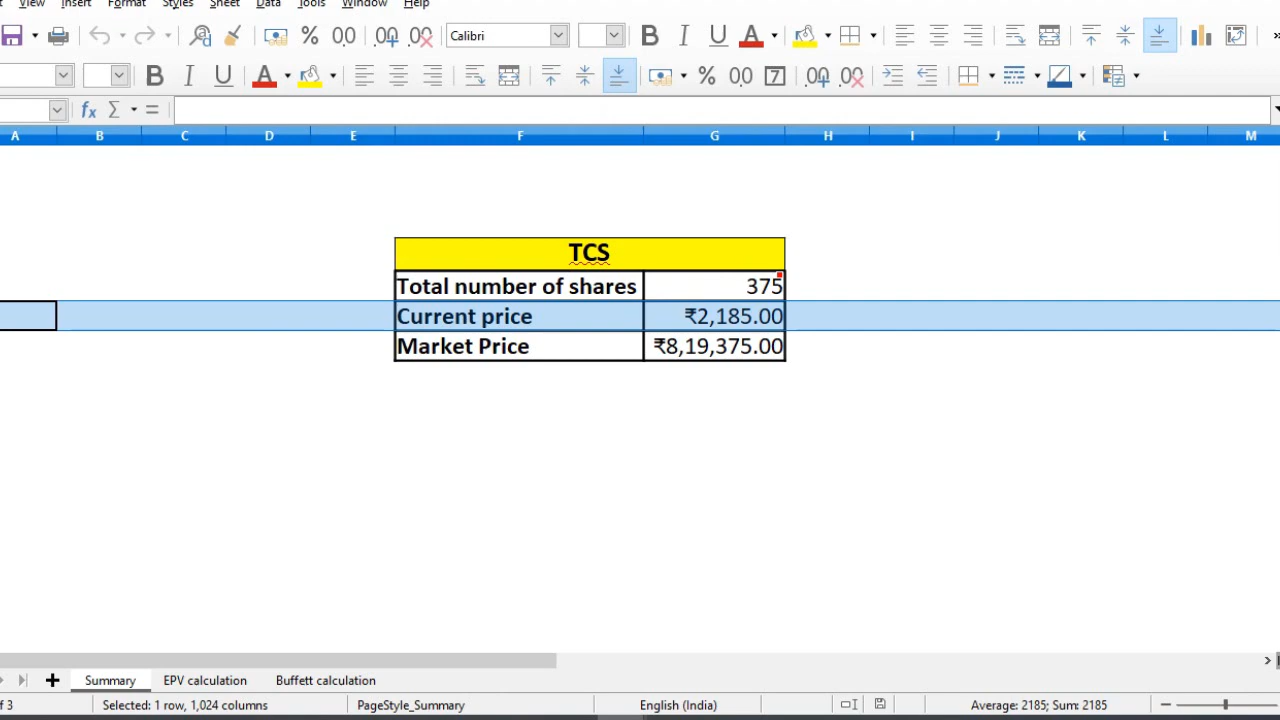 View Insert Format Styles Sheet Data Tools Window Help
Calibri
A B C D E F G H I J K L M
TCS
Total number of shares 375
Current price ₹2,185.00
Market Price ₹8,19,375.00
Summary EPV calculation Buffett calculation
of 3 Selected: 1 row, 1,024 columns PageStyle_Summary English (India) Average: 2185; Sum: 2185